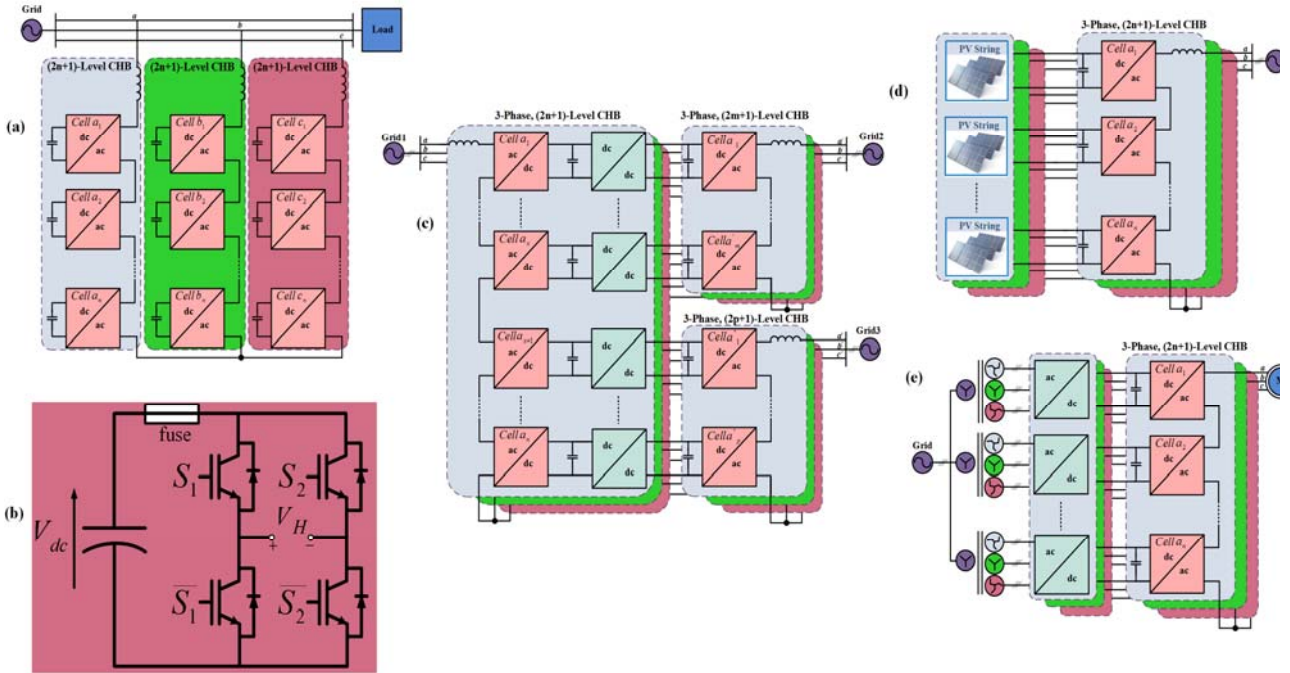 Grid
a
b
c
Load
(2n+1)-Level CHB
(2n+1)-Level CHB
(2n+1)-Level CHB
(a)
Cell a1
dc
ac
Cell b1
dc
ac
Cell c1
dc
ac
Cell a2
dc
ac
Cell b2
dc
ac
Cell c2
dc
ac
Cell an
dc
ac
Cell bn
dc
ac
Cell cn
dc
ac
(b)
fuse
Vdc
S1
S2
VH
+
−
S̅1
S̅2
(c)
3-Phase, (2n+1)-Level CHB
3-Phase, (2m+1)-Level CHB
Grid1
a
b
c
Cell a1
ac
dc
dc
dc
Cell a'1
dc
ac
a'
b'
c'
Grid2
Cell an
ac
dc
dc
dc
Cell a'm
dc
ac
3-Phase, (2p+1)-Level CHB
Cell an+1
ac
dc
dc
dc
Cell a''1
dc
ac
Grid3
Cell an
ac
dc
dc
dc
Cell a''p
dc
ac
(d)
3-Phase, (2n+1)-Level CHB
PV String
Cell a1
dc
ac
a
b
c
PV String
Cell a2
dc
ac
PV String
Cell an
dc
ac
(e)
3-Phase, (2n+1)-Level CHB
Grid
ac
dc
Cell a1
dc
ac
a
b
c
ac
dc
Cell a2
dc
ac
ac
dc
Cell an
dc
ac